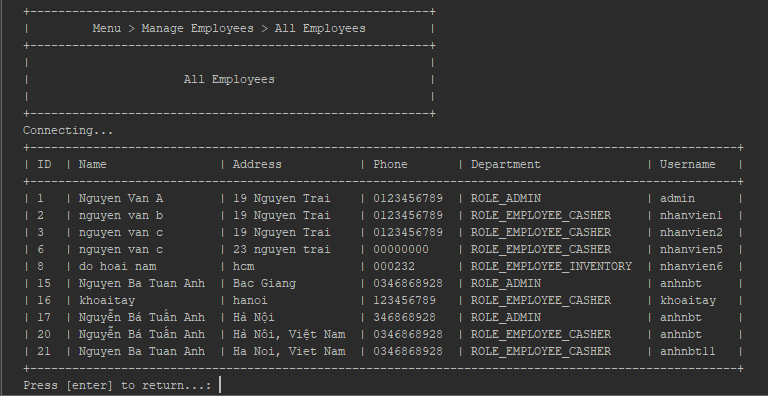 Menu > Manage Employees > All Employees
All Employees
Connecting...
| ID | Name | Address | Phone | Department | Username |
| 1 | Nguyen Van A | 19 Nguyen Trai | 0123456789 | ROLE_ADMIN | admin |
| 2 | nguyen van b | 19 Nguyen Trai | 0123456789 | ROLE_EMPLOYEE_CASHER | nhanvien1 |
| 3 | nguyen van c | 19 Nguyen Trai | 0123456789 | ROLE_EMPLOYEE_CASHER | nhanvien2 |
| 6 | nguyen van c | 23 nguyen trai | 00000000 | ROLE_EMPLOYEE_CASHER | nhanvien5 |
| 8 | do hoai nam | hcm | 000232 | ROLE_EMPLOYEE_INVENTORY | nhanvien6 |
| 15 | Nguyen Ba Tuan Anh | Bac Giang | 0346868928 | ROLE_ADMIN | anhnbt |
| 16 | khoaitay | hanoi | 123456789 | ROLE_EMPLOYEE_CASHER | khoaitay |
| 17 | Nguyễn Bá Tuấn Anh | Hà Nội | 346868928 | ROLE_ADMIN | anhnbt |
| 20 | Nguyễn Bá Tuấn Anh | Hà Nôi, Việt Nam | 0346868928 | ROLE_EMPLOYEE_CASHER | anhnbt |
| 21 | Nguyen Ba Tuan Anh | Ha Noi, Viet Nam | 0346868928 | ROLE_EMPLOYEE_CASHER | anhnbt11 |
Press [enter] to return...: